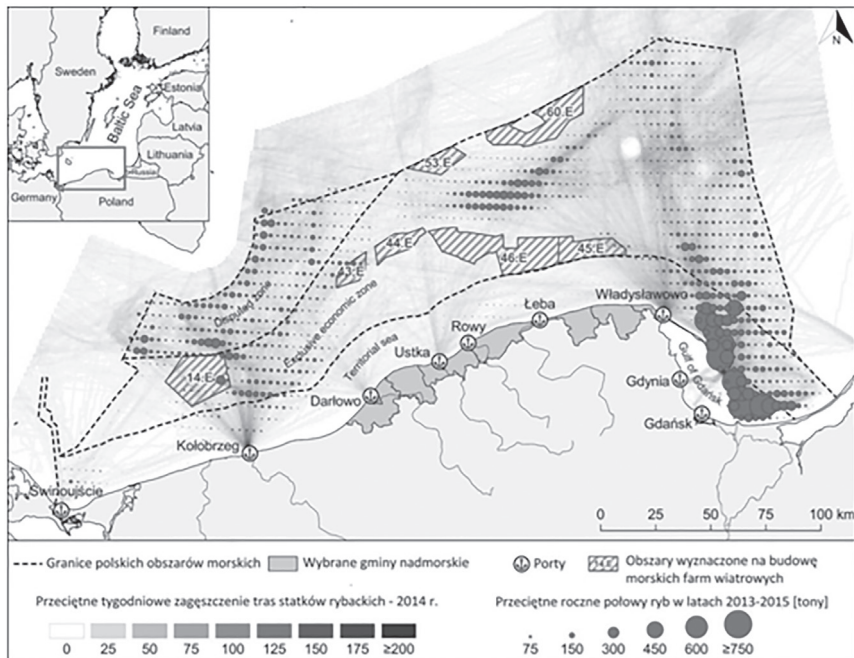 Finland
Sweden
Estonia
Baltic Sea
Latvia
Lithuania
Russia
Germany
Poland
N
60.E
53.E
44.E
43.E
46.E
45.E
14.E
Disputed zone
Exclusive economic zone
Territorial sea
Władysławowo
Łeba
Rowy
Ustka
Darłowo
Gdynia
Gulf of Gdańsk
Gdańsk
Kołobrzeg
Świnoujście
0 25 50 75 100 km
Granice polskich obszarów morskich
Wybrane gminy nadmorskie
Porty
14.E
Obszary wyznaczone na budowę
morskich farm wiatrowych
Przeciętne tygodniowe zagęszczenie tras statków rybackich - 2014 r.
0 25 50 75 100 125 150 175 ≥200
Przeciętne roczne połowy ryb w latach 2013-2015 [tony]
75 150 300 450 600 ≥750